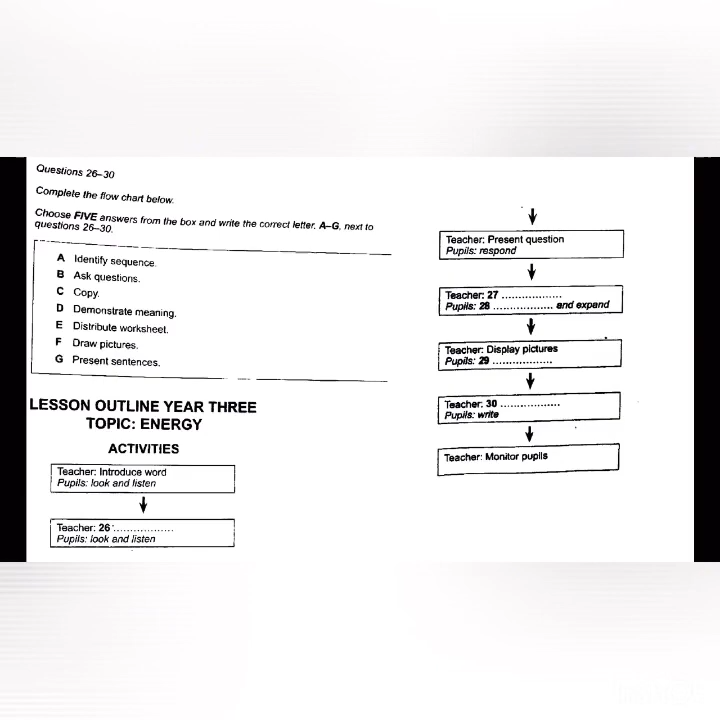 Questions 26–30
Complete the flow chart below.
Choose FIVE answers from the box and write the correct letter, A–G, next to
questions 26–30.
A Identify sequence.
B Ask questions.
C Copy.
D Demonstrate meaning.
E Distribute worksheet.
F Draw pictures.
G Present sentences.
LESSON OUTLINE YEAR THREE
TOPIC: ENERGY
ACTIVITIES
Teacher: Introduce word
Pupils: look and listen
Teacher: 26 ..................
Pupils: look and listen
Teacher: Present question
Pupils: respond
Teacher: 27 ..................
Pupils: 28 .................. and expand
Teacher: Display pictures
Pupils: 29 ..................
Teacher: 30 ..................
Pupils: write
Teacher: Monitor pupils